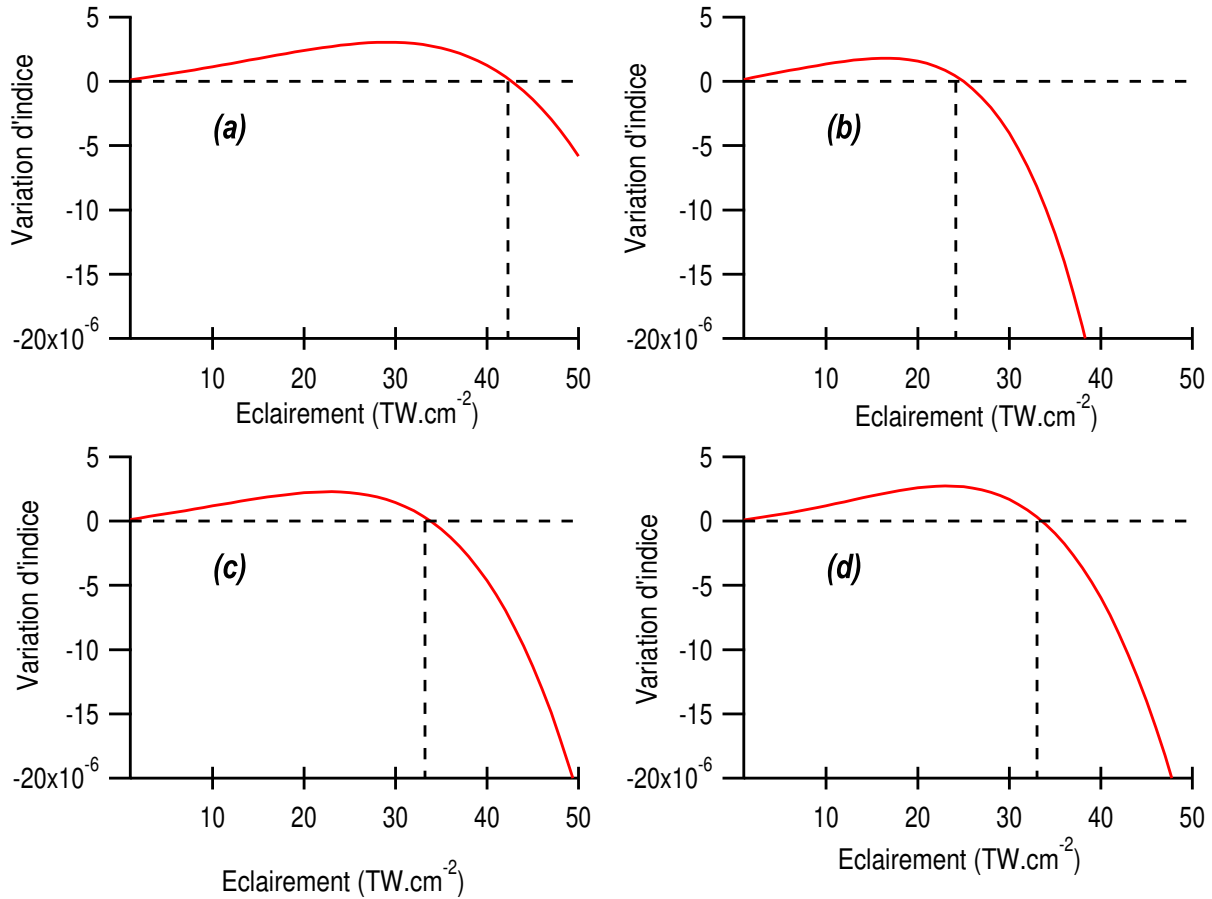 5
0
-5
-10
-15
-20x10-6
Variation d'indice
(a)
10 20 30 40 50
Eclairement (TW.cm-2)
5
0
-5
-10
-15
-20x10-6
Variation d'indice
(b)
10 20 30 40 50
Eclairement (TW.cm-2)
5
0
-5
-10
-15
-20x10-6
Variation d'indice
(c)
10 20 30 40 50
Eclairement (TW.cm-2)
5
0
-5
-10
-15
-20x10-6
Variation d'indice
(d)
10 20 30 40 50
Eclairement (TW.cm-2)